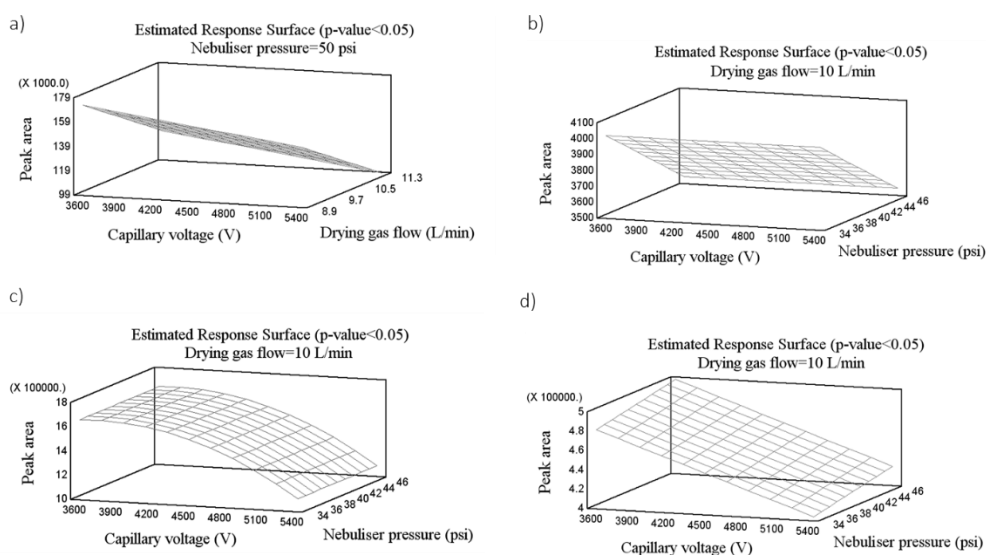 a)
Estimated Response Surface (p-value<0.05)
Nebuliser pressure=50 psi
(X 1000.0)
179
159
139
119
99
Peak area
3600 3900 4200 4500 4800 5100 5400
Capillary voltage (V)
8.9 9.7 10.5 11.3
Drying gas flow (L/min)
b)
Estimated Response Surface (p-value<0.05)
Drying gas flow=10 L/min
4100
4000
3900
3800
3700
3600
3500
Peak area
3600 3900 4200 4500 4800 5100 5400
Capillary voltage (V)
34 36 38 40 42 44 46
Nebuliser pressure (psi)
c)
Estimated Response Surface (p-value<0.05)
Drying gas flow=10 L/min
(X 100000.)
18
16
14
12
10
Peak area
3600 3900 4200 4500 4800 5100 5400
Capillary voltage (V)
34 36 38 40 42 44 46
Nebuliser pressure (psi)
d)
Estimated Response Surface (p-value<0.05)
Drying gas flow=10 L/min
(X 100000.)
5
4.8
4.6
4.4
4.2
4
Peak area
3600 3900 4200 4500 4800 5100 5400
Capillary voltage (V)
34 36 38 40 42 44 46
Nebuliser pressure (psi)